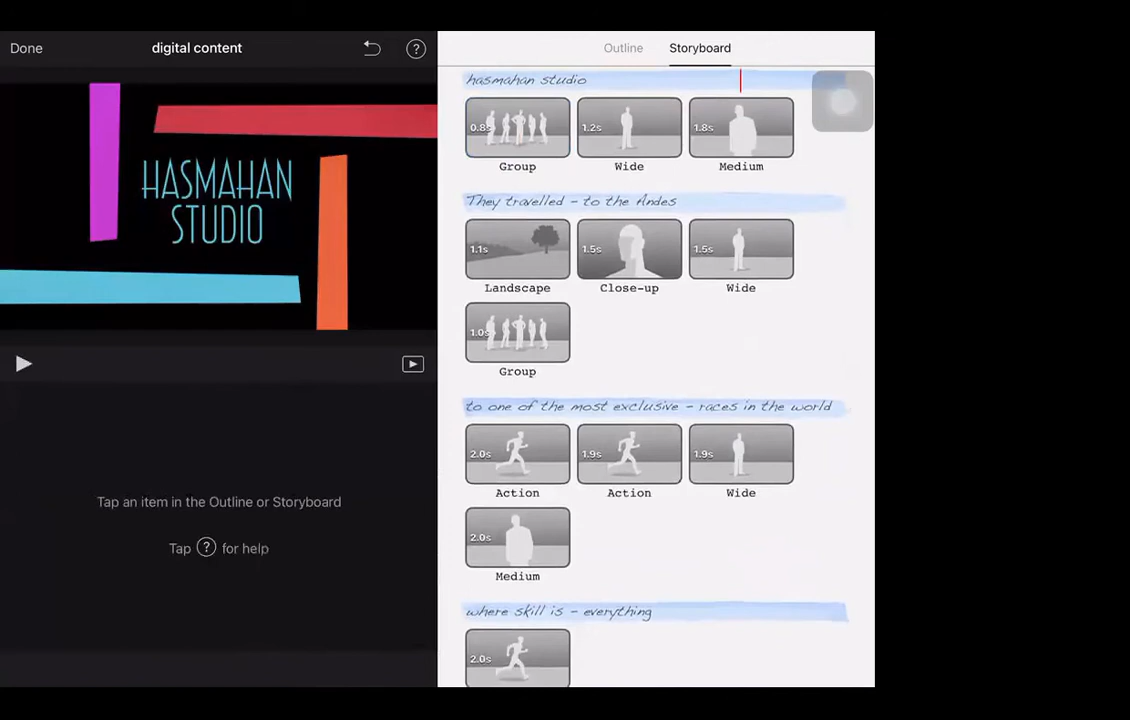 Done
digital content
?
Outline
Storyboard
HASMAHAN
STUDIO
Tap an item in the Outline or Storyboard
Tap ? for help
hasmahan studio
0.8s
1.2s
1.8s
Group
Wide
Medium
They travelled - to the Andes
1.1s
1.5s
1.5s
Landscape
Close-up
Wide
1.0s
Group
to one of the most exclusive - races in the world
2.0s
1.9s
1.9s
Action
Action
Wide
2.0s
Medium
where skill is - everything
2.0s